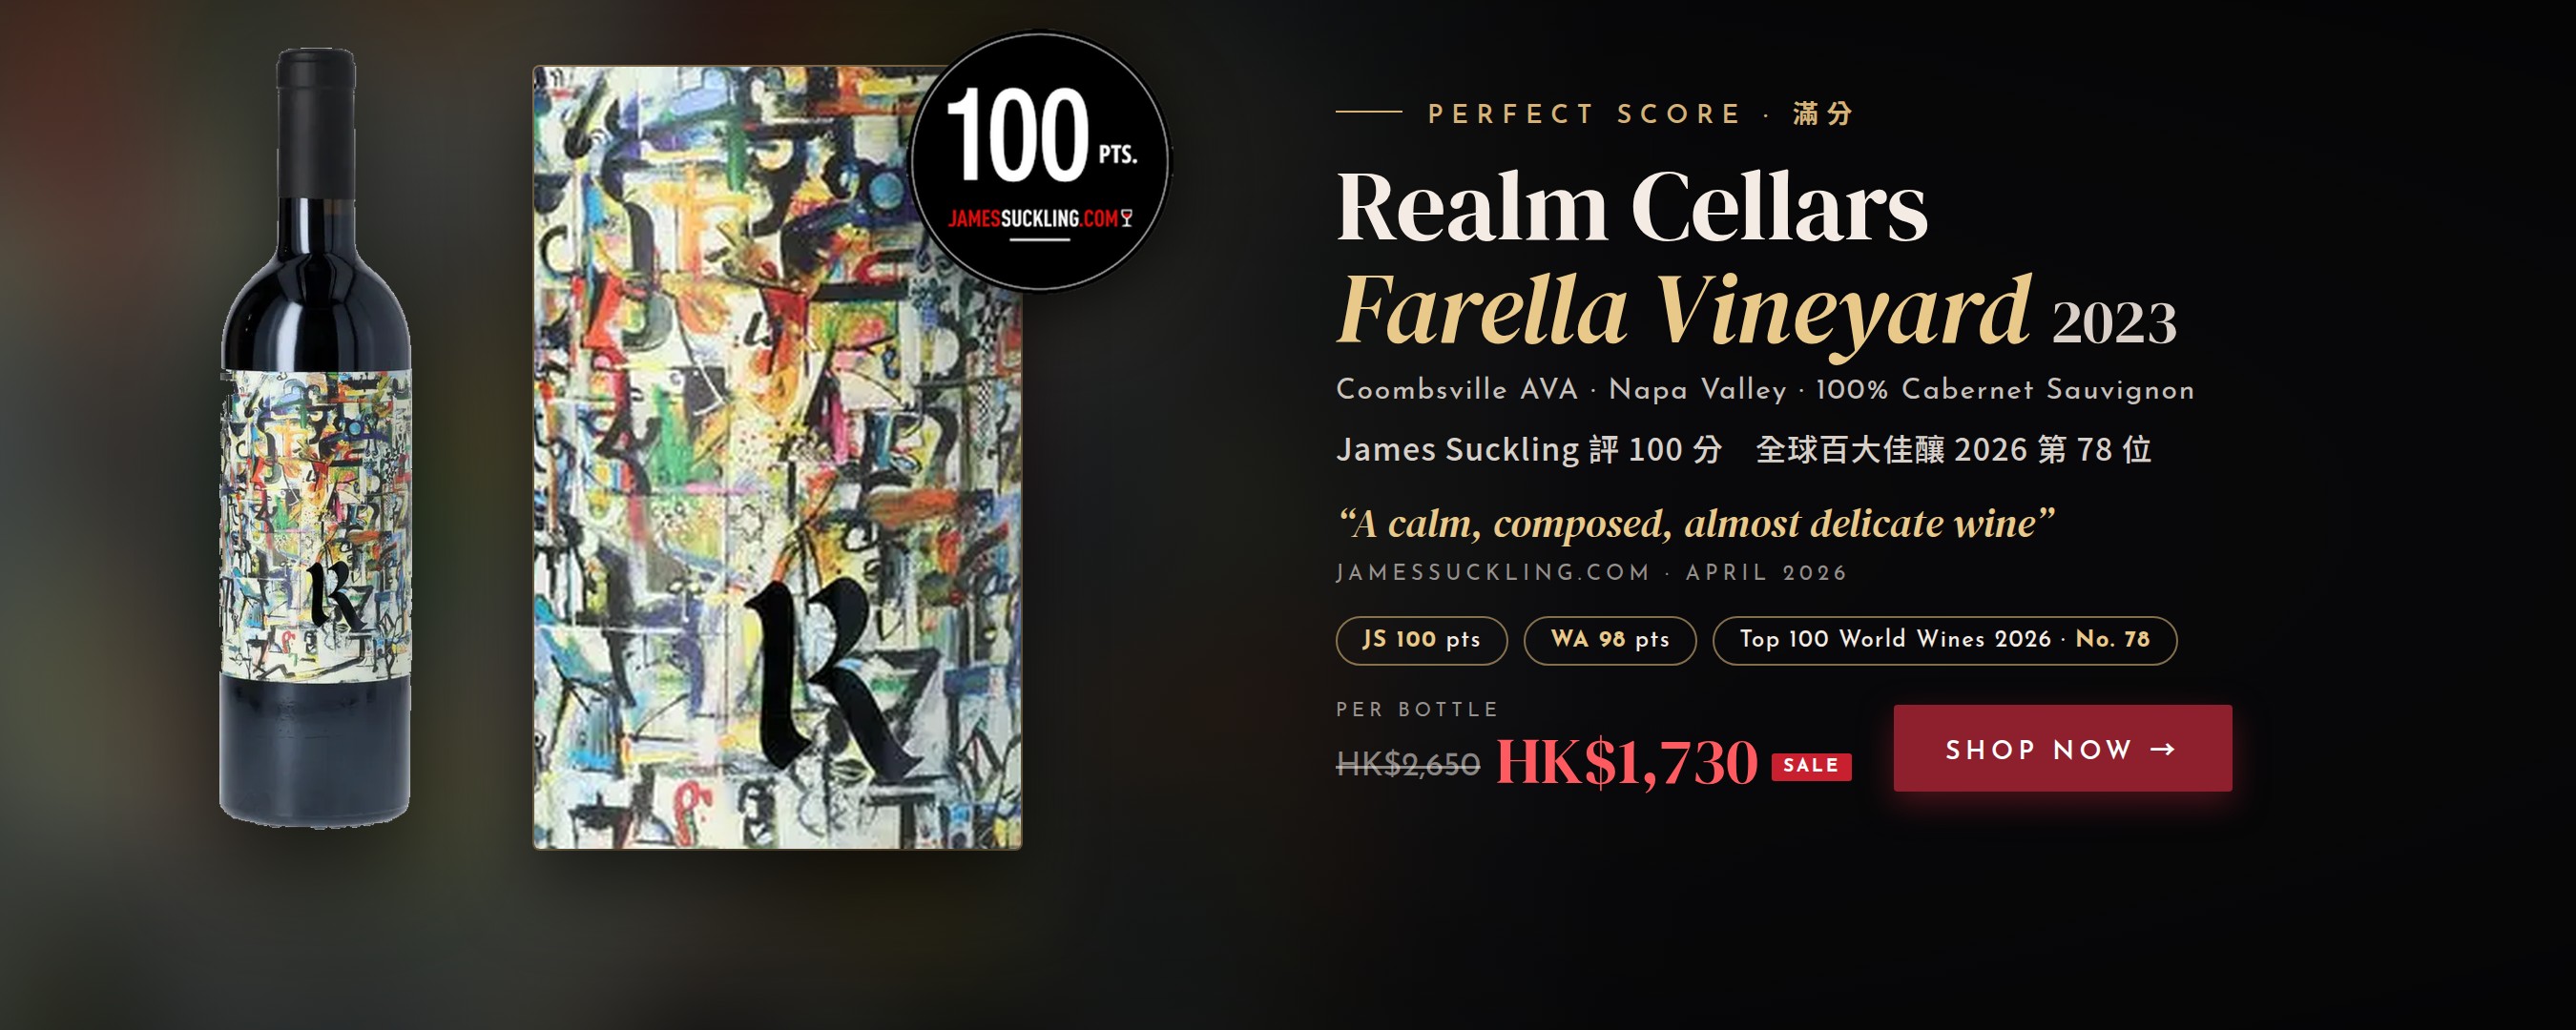 100 PTS.
JAMESSUCKLING.COM
PERFECT SCORE · 滿分
Realm Cellars
Farella Vineyard 2023
Coombsville AVA · Napa Valley · 100% Cabernet Sauvignon
James Suckling 評 100 分　全球百大佳釀 2026 第 78 位
“A calm, composed, almost delicate wine”
JAMESSUCKLING.COM · APRIL 2026
JS 100 pts
WA 98 pts
Top 100 World Wines 2026 · No. 78
PER BOTTLE
HK$2,650 HK$1,730 SALE
SHOP NOW →
R
R